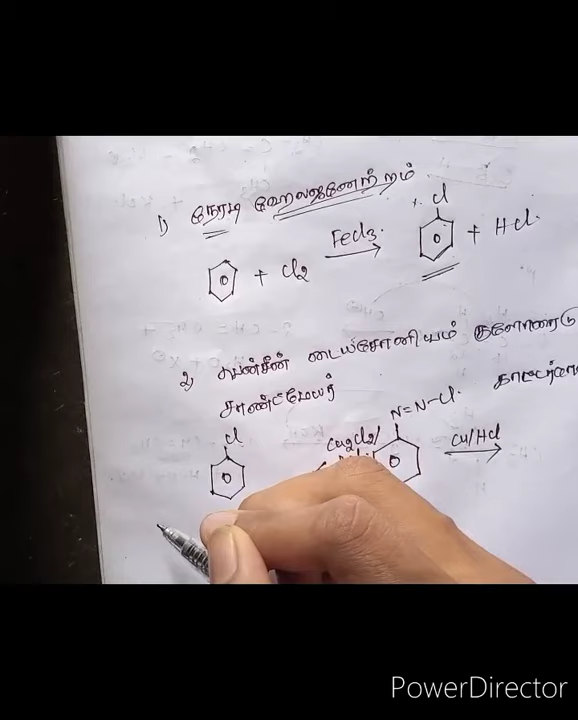 1) நேரடி ஹேலஜனேற்றம்
+ Cl2 FeCl3. Cl + HCl.
2) பென்சீன் டையசோனியம் குளோரைடு
சாண்ட்மேயர்
N=N-Cl.
Cl Cu2Cl2/ Cu/HCl
PowerDirector